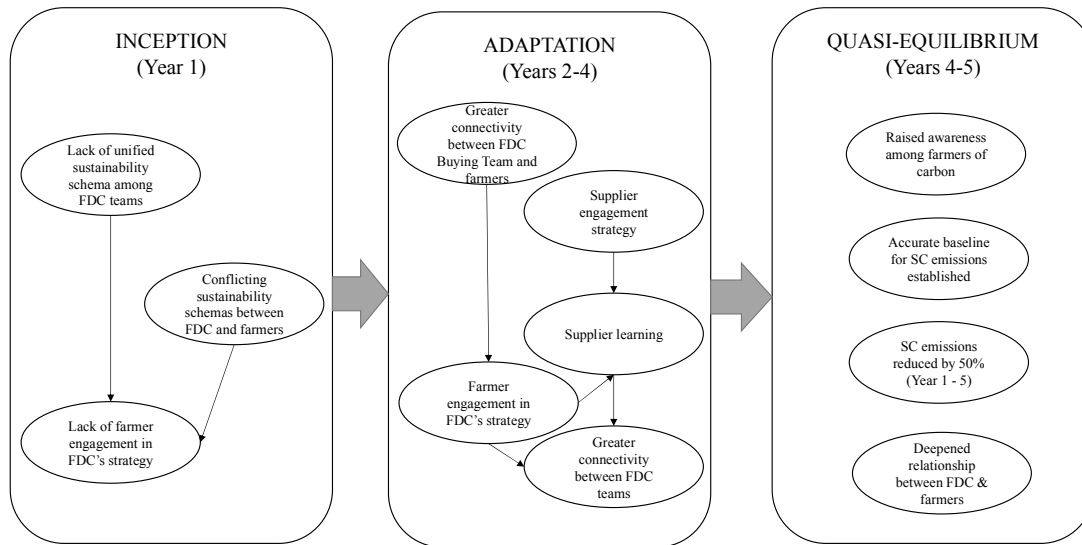 INCEPTION
(Year 1)
Lack of unified
sustainability
schema among
FDC teams
Conflicting
sustainability
schemas between
FDC and farmers
Lack of farmer
engagement in
FDC's strategy
ADAPTATION
(Years 2-4)
Greater
connectivity
between FDC
Buying Team and
farmers
Supplier
engagement
strategy
Supplier learning
Farmer
engagement in
FDC's strategy
Greater
connectivity
between FDC
teams
QUASI-EQUILIBRIUM
(Years 4-5)
Raised awareness
among farmers of
carbon
Accurate baseline
for SC emissions
established
SC emissions
reduced by 50%
(Year 1 - 5)
Deepened
relationship
between FDC &
farmers